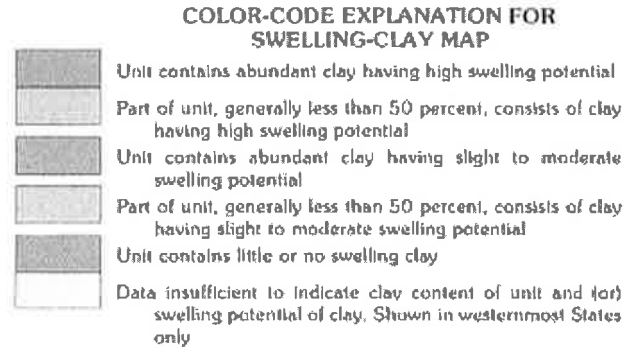 COLOR-CODE EXPLANATION FOR
SWELLING-CLAY MAP
Unit contains abundant clay having high swelling potential
Part of unit, generally less than 50 percent, consists of clay
having high swelling potential
Unit contains abundant clay having slight to moderate
swelling potential
Part of unit, generally less than 50 percent, consists of clay
having slight to moderate swelling potential
Unit contains little or no swelling clay
Data insufficient to indicate clay content of unit and (or)
swelling potential of clay. Shown in westernmost States
only